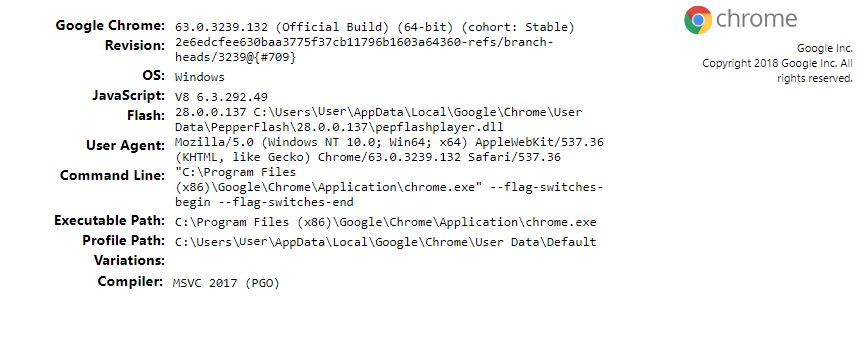 chrome
Google Inc.
Copyright 2018 Google Inc. All
rights reserved.
Google Chrome: 63.0.3239.132 (Official Build) (64-bit) (cohort: Stable)
Revision: 2e6edcfee630baa3775f37cb11796b1603a64360-refs/branch-
heads/3239@{#709}
OS: Windows
JavaScript: V8 6.3.292.49
Flash: 28.0.0.137 C:\Users\User\AppData\Local\Google\Chrome\User
Data\PepperFlash\28.0.0.137\pepflashplayer.dll
User Agent: Mozilla/5.0 (Windows NT 10.0; Win64; x64) AppleWebKit/537.36
(KHTML, like Gecko) Chrome/63.0.3239.132 Safari/537.36
Command Line: "C:\Program Files
(x86)\Google\Chrome\Application\chrome.exe" --flag-switches-
begin --flag-switches-end
Executable Path: C:\Program Files (x86)\Google\Chrome\Application\chrome.exe
Profile Path: C:\Users\User\AppData\Local\Google\Chrome\User Data\Default
Variations:
Compiler: MSVC 2017 (PGO)